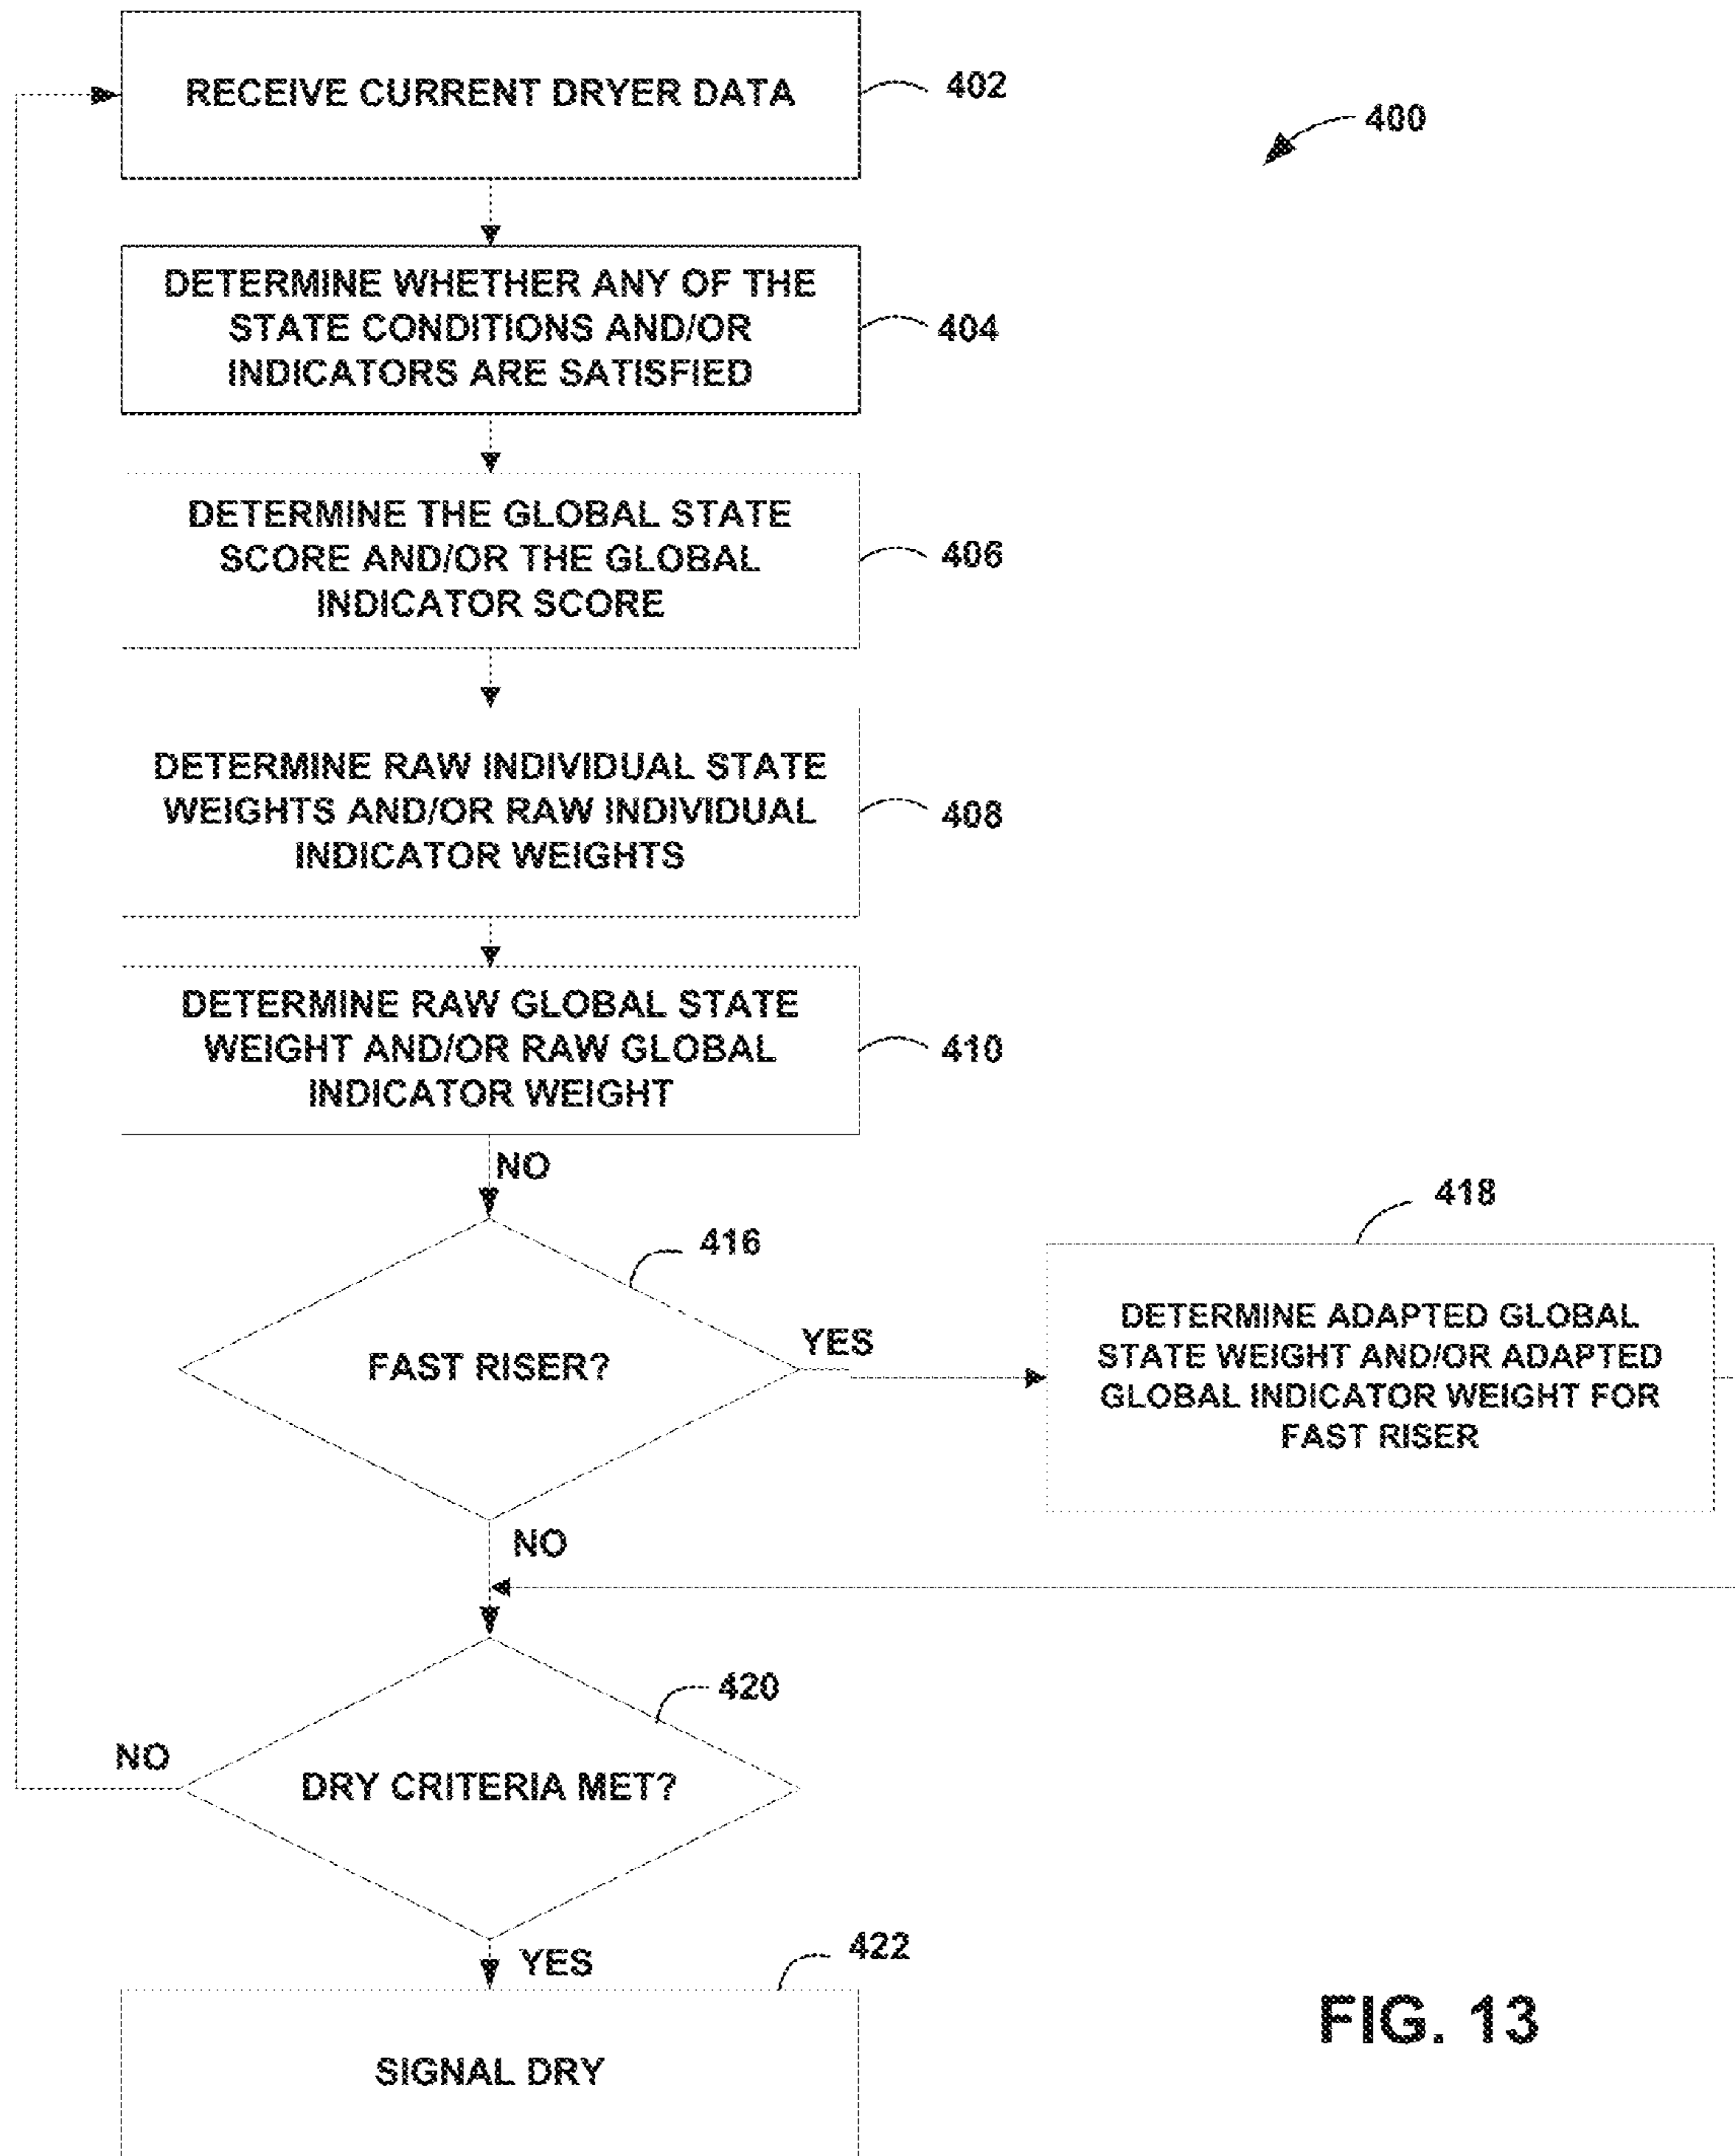 RECEIVE CURRENT DRYER DATA
402
400
DETERMINE WHETHER ANY OF THE
STATE CONDITIONS AND/OR
INDICATORS ARE SATISFIED
404
DETERMINE THE GLOBAL STATE
SCORE AND/OR THE GLOBAL
INDICATOR SCORE
406
DETERMINE RAW INDIVIDUAL STATE
WEIGHTS AND/OR RAW INDIVIDUAL
INDICATOR WEIGHTS
408
DETERMINE RAW GLOBAL STATE
WEIGHT AND/OR RAW GLOBAL
INDICATOR WEIGHT
410
NO
416
FAST RISER?
YES
418
DETERMINE ADAPTED GLOBAL
STATE WEIGHT AND/OR ADAPTED
GLOBAL INDICATOR WEIGHT FOR
FAST RISER
NO
420
DRY CRITERIA MET?
NO
YES
422
SIGNAL DRY
FIG. 13